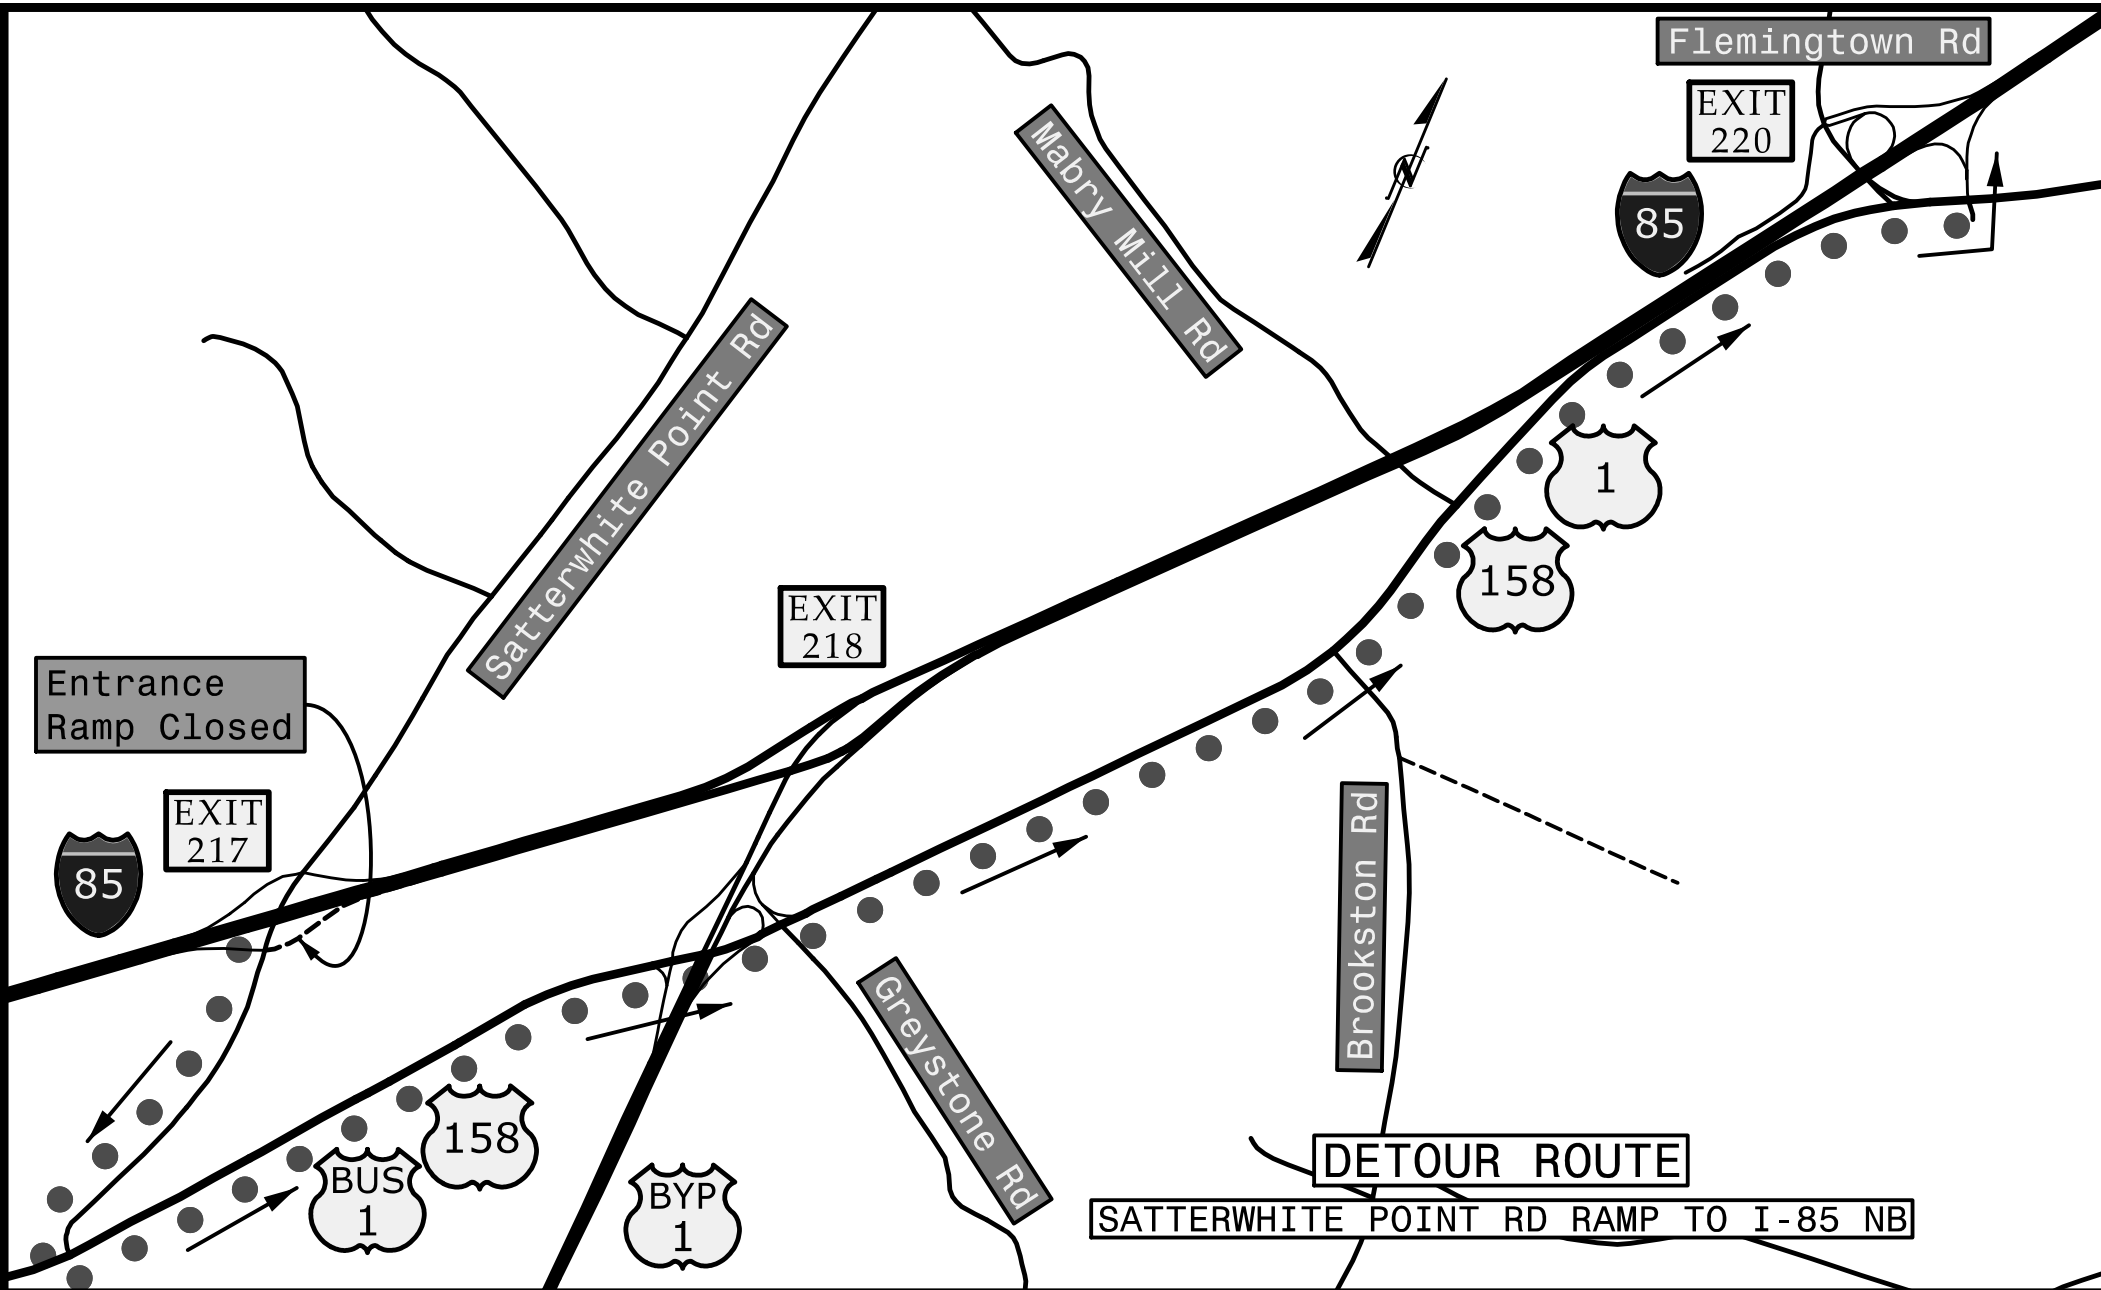 Flemingtown Rd
EXIT
220
85
Mabry Mill Rd
N
Satterwhite Point Rd
1
158
EXIT
218
Entrance
Ramp Closed
EXIT
217
85
Brookston Rd
Greystone Rd
158
BUS
1
BYP
1
DETOUR ROUTE
SATTERWHITE POINT RD RAMP TO I-85 NB